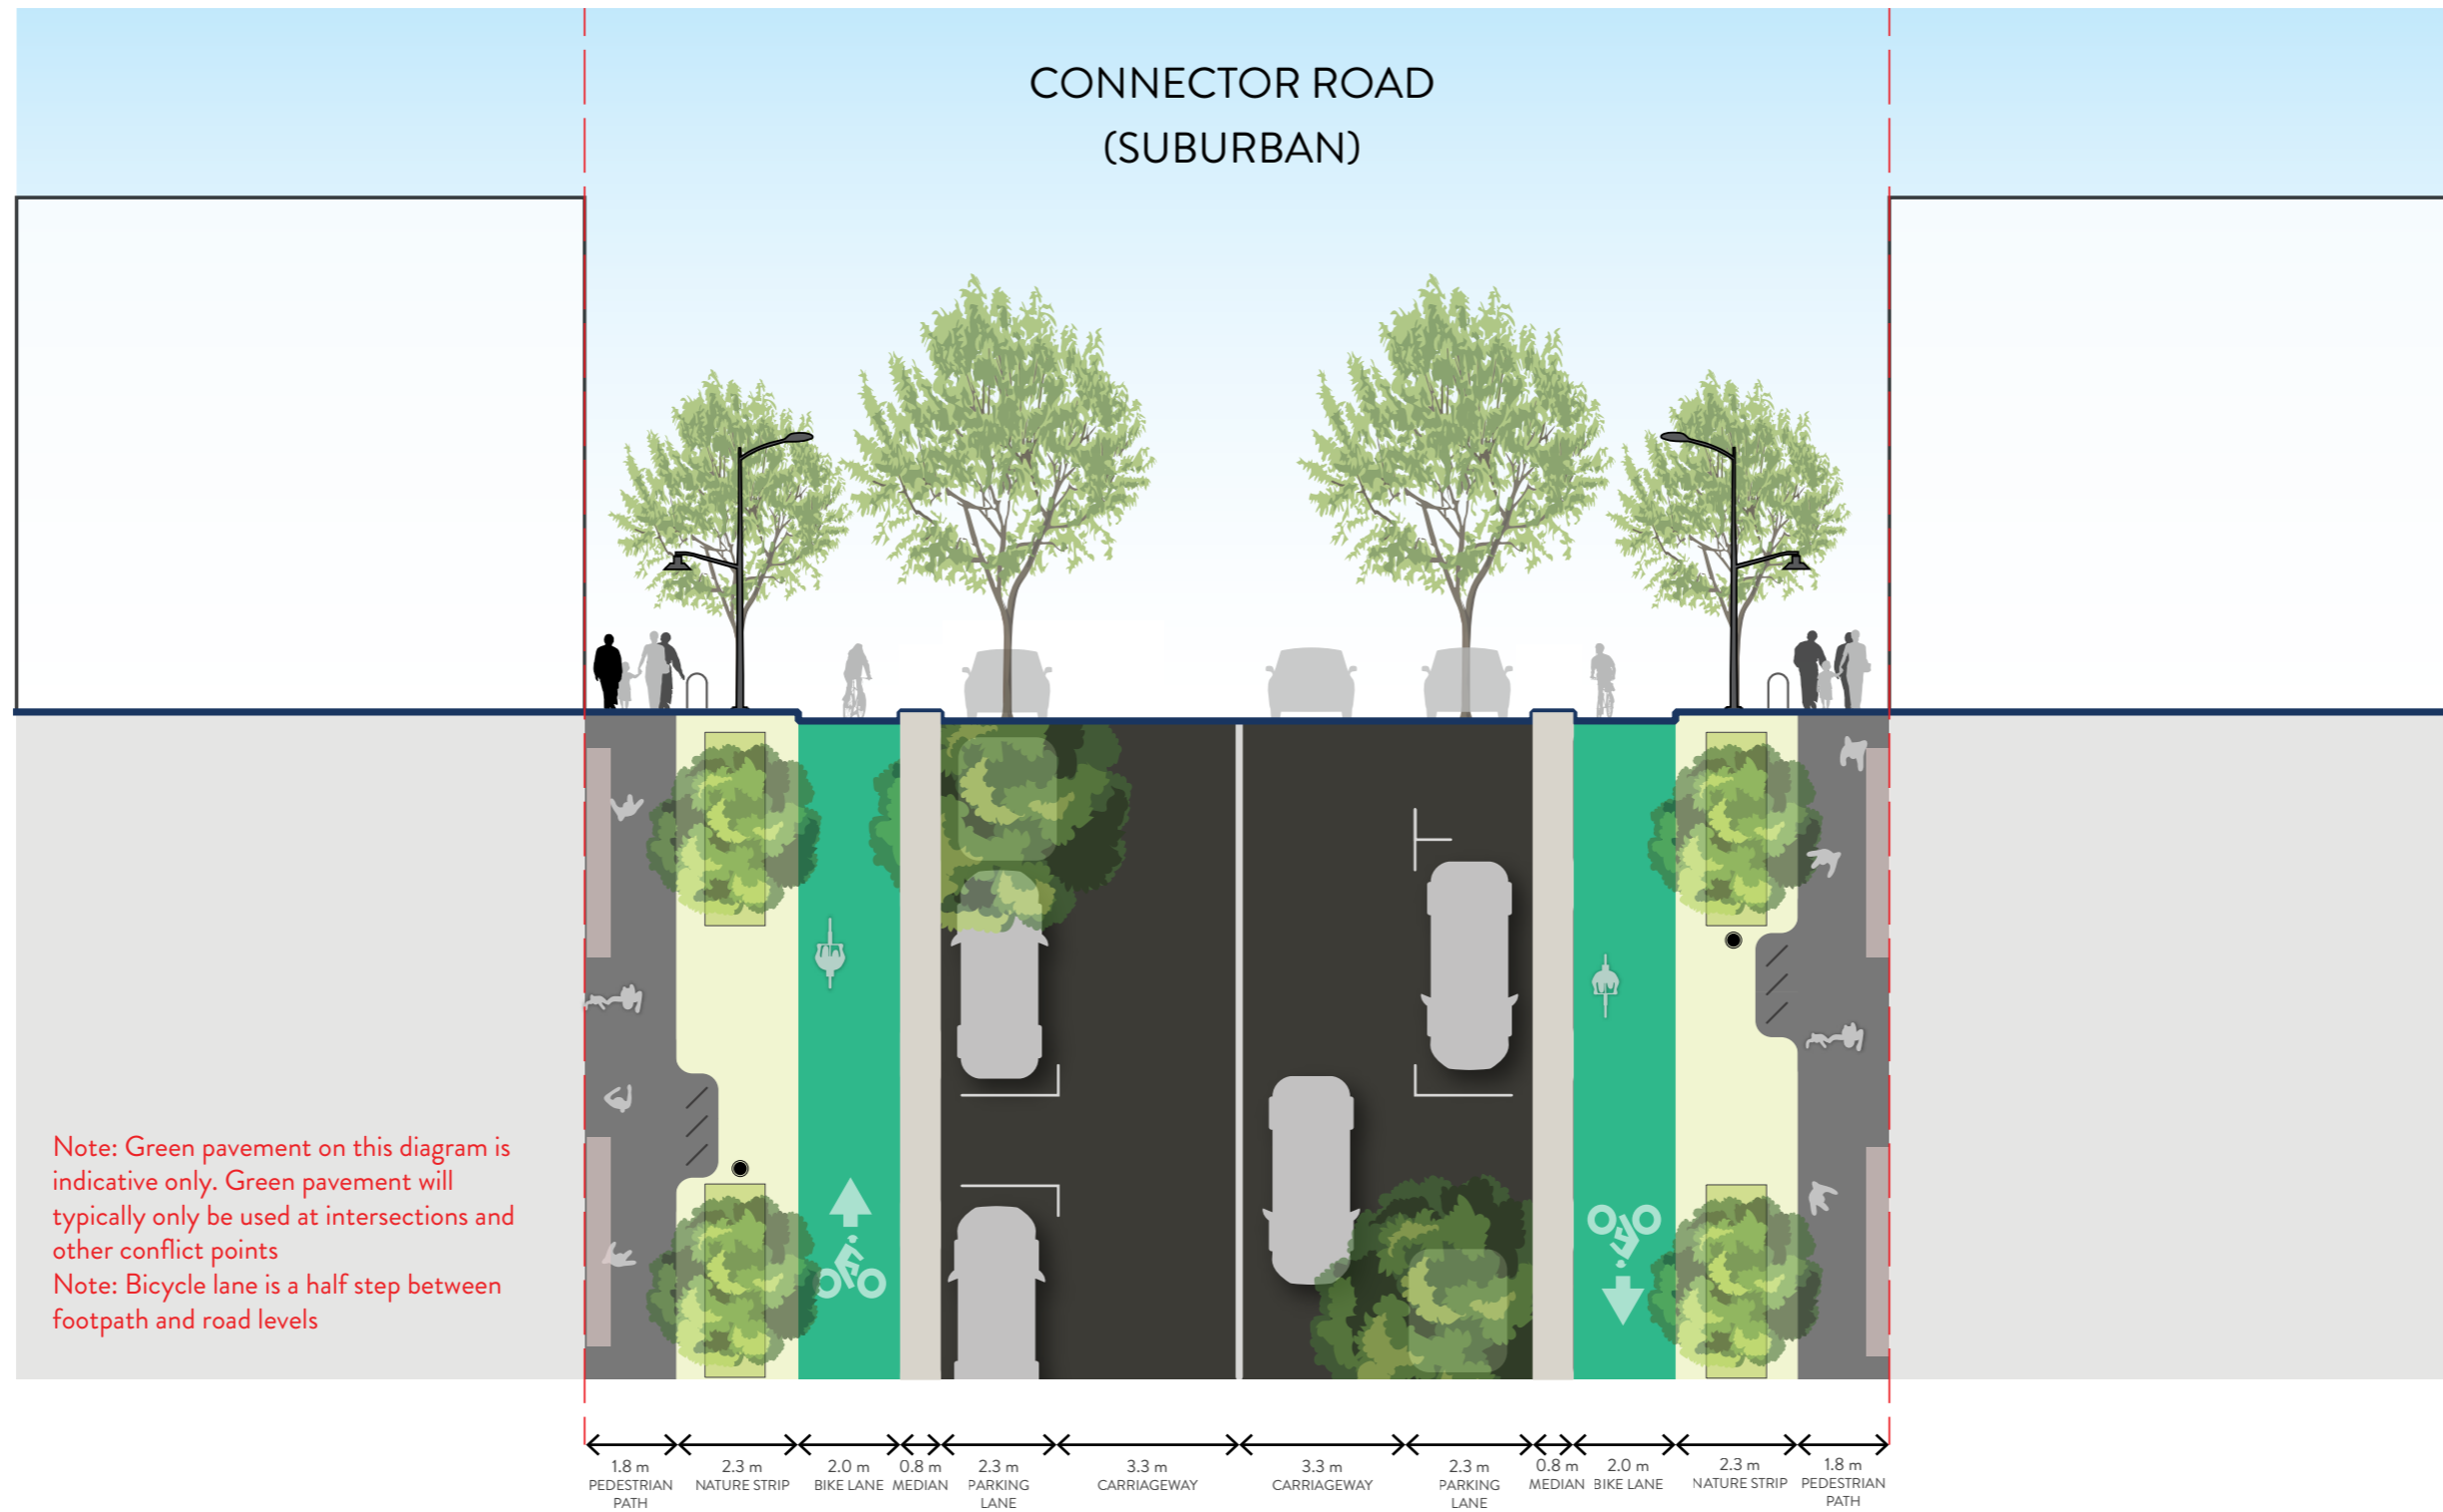 CONNECTOR ROAD
(SUBURBAN)
Note: Green pavement on this diagram is
indicative only. Green pavement will
typically only be used at intersections and
other conflict points
Note: Bicycle lane is a half step between
footpath and road levels
1.8 m
PEDESTRIAN
PATH
2.3 m
NATURE STRIP
2.0 m
BIKE LANE
0.8 m
MEDIAN
2.3 m
PARKING
LANE
3.3 m
CARRIAGEWAY
3.3 m
CARRIAGEWAY
2.3 m
PARKING
LANE
0.8 m
MEDIAN
2.0 m
BIKE LANE
2.3 m
NATURE STRIP
1.8 m
PEDESTRIAN
PATH